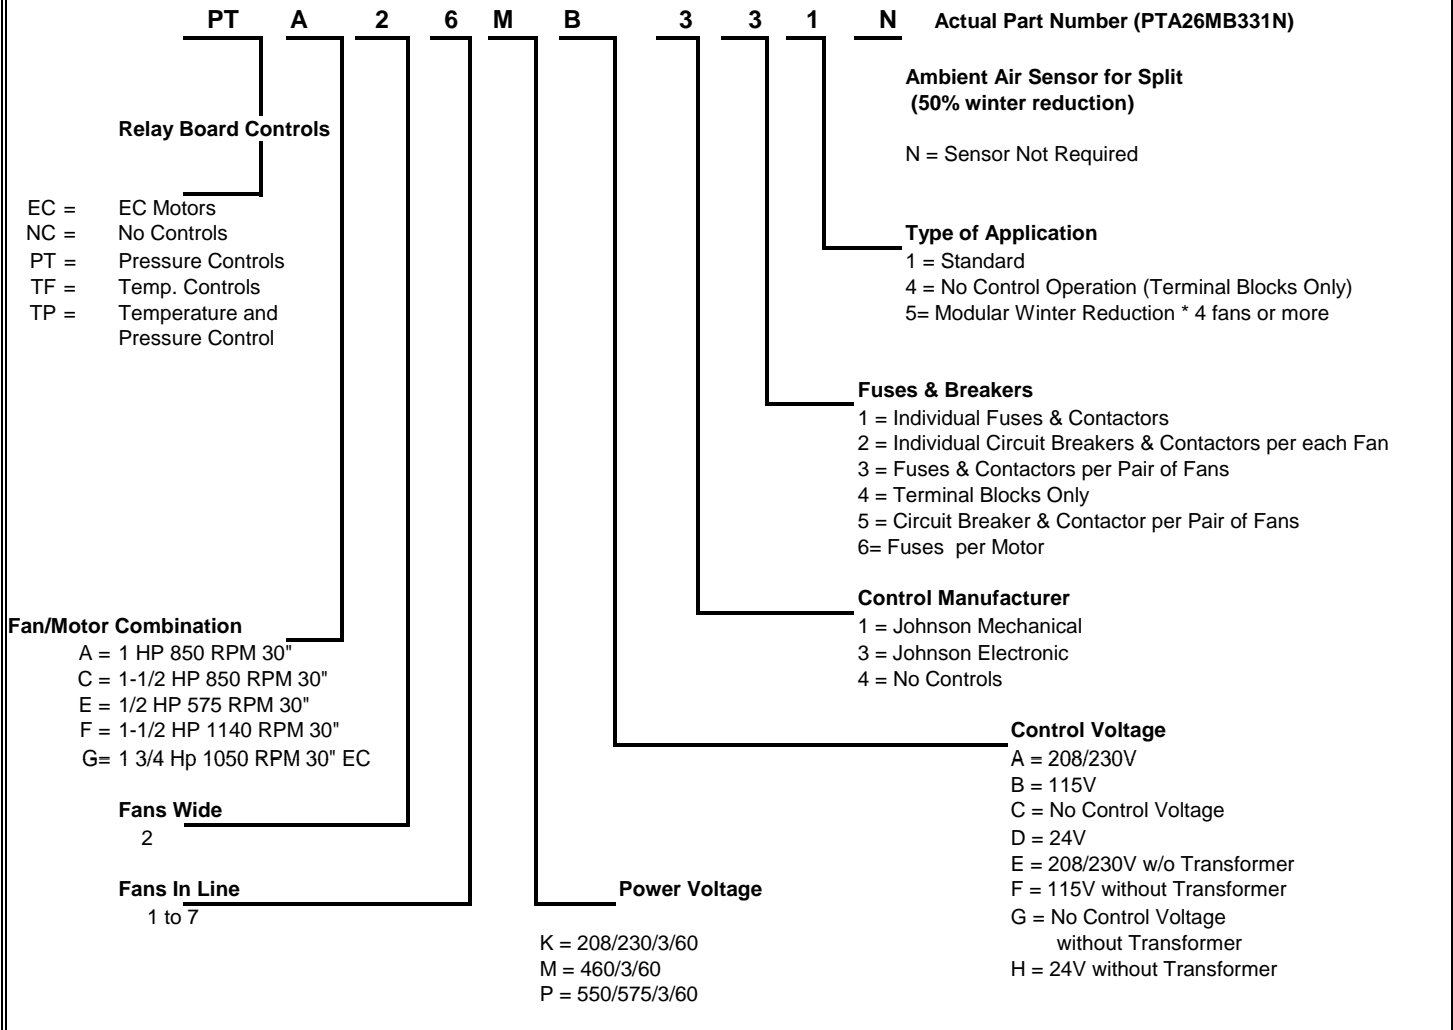 PT A 2 6 M B 3 3 1 N Actual Part Number (PTA26MB331N)
Ambient Air Sensor for Split
(50% winter reduction)
N = Sensor Not Required
Relay Board Controls
EC = EC Motors
NC = No Controls
PT = Pressure Controls
TF = Temp. Controls
TP = Temperature and
Pressure Control
Type of Application
1 = Standard
4 = No Control Operation (Terminal Blocks Only)
5= Modular Winter Reduction * 4 fans or more
Fuses & Breakers
1 = Individual Fuses & Contactors
2 = Individual Circuit Breakers & Contactors per each Fan
3 = Fuses & Contactors per Pair of Fans
4 = Terminal Blocks Only
5 = Circuit Breaker & Contactor per Pair of Fans
6= Fuses per Motor
Control Manufacturer
1 = Johnson Mechanical
3 = Johnson Electronic
4 = No Controls
Fan/Motor Combination
A = 1 HP 850 RPM 30"
C = 1-1/2 HP 850 RPM 30"
E = 1/2 HP 575 RPM 30"
F = 1-1/2 HP 1140 RPM 30"
G= 1 3/4 Hp 1050 RPM 30" EC
Control Voltage
A = 208/230V
B = 115V
C = No Control Voltage
D = 24V
E = 208/230V w/o Transformer
F = 115V without Transformer
G = No Control Voltage
without Transformer
H = 24V without Transformer
Fans Wide
2
Fans In Line
1 to 7
Power Voltage
K = 208/230/3/60
M = 460/3/60
P = 550/575/3/60